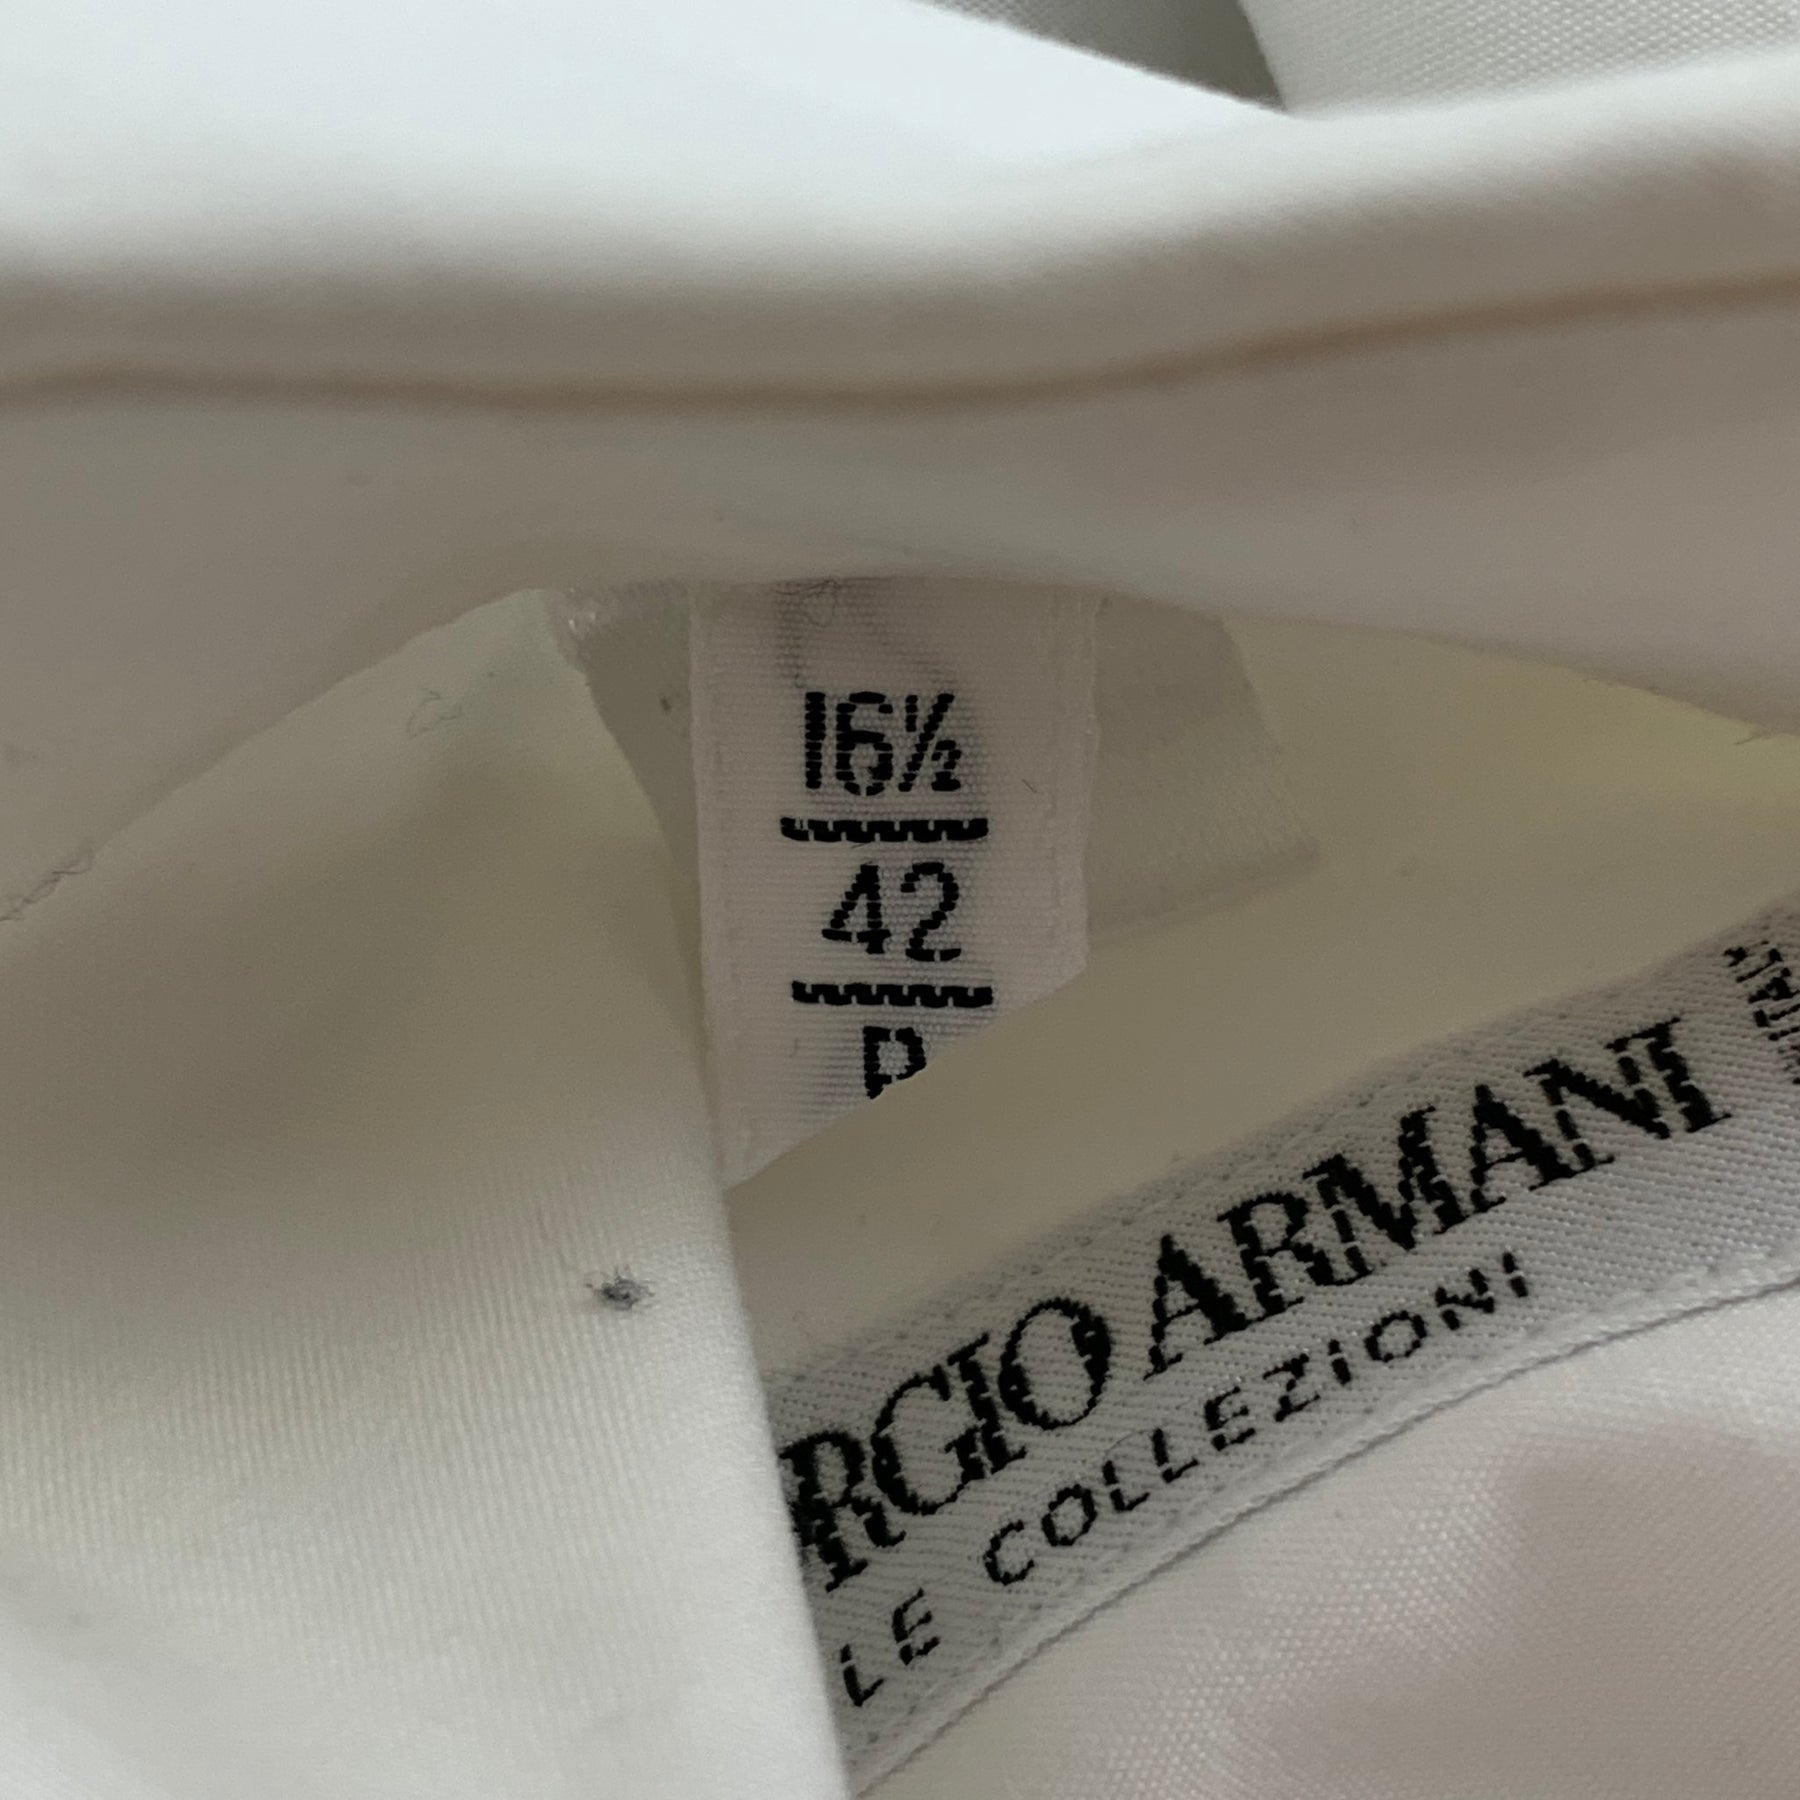 16½
42
P
RGIO ARMANI
LE COLLEZIONI